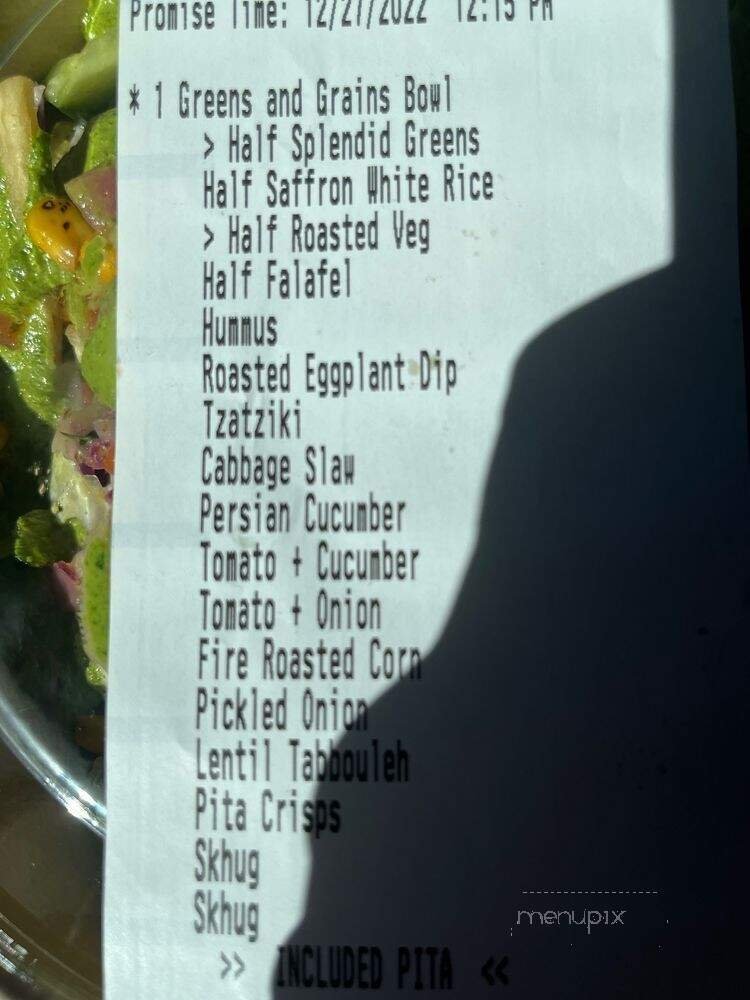 Promise Time: 12/27/2022 12:15 PM
* 1 Greens and Grains Bowl
> Half Splendid Greens
Half Saffron White Rice
> Half Roasted Veg
Half Falafel
Hummus
Roasted Eggplant Dip
Tzatziki
Cabbage Slaw
Persian Cucumber
Tomato + Cucumber
Tomato + Onion
Fire Roasted Corn
Pickled Onion
Lentil Tabbouleh
Pita Crisps
Skhug
Skhug
>> INCLUDED PITA <<
menupix